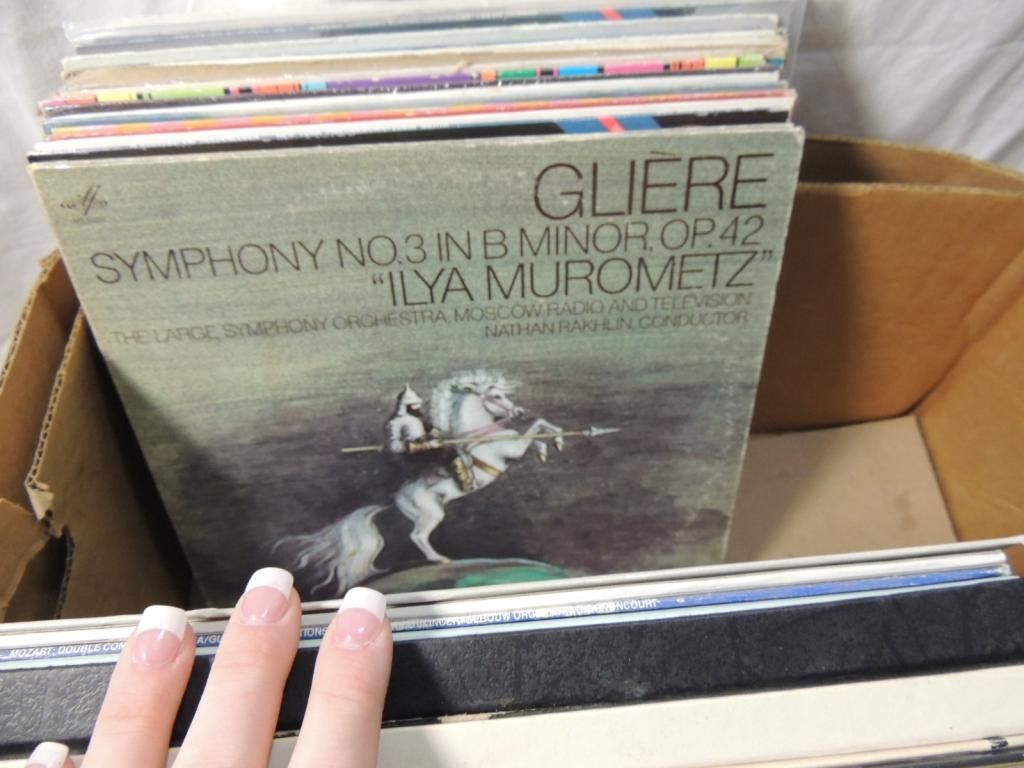 GLIÈRE
SYMPHONY NO.3 IN B MINOR, OP.42
"ILYA MUROMETZ"
THE LARGE SYMPHONY ORCHESTRA, MOSCOW RADIO AND TELEVISION
NATHAN RAKHLIN, CONDUCTOR
MOZART: DOUBLE